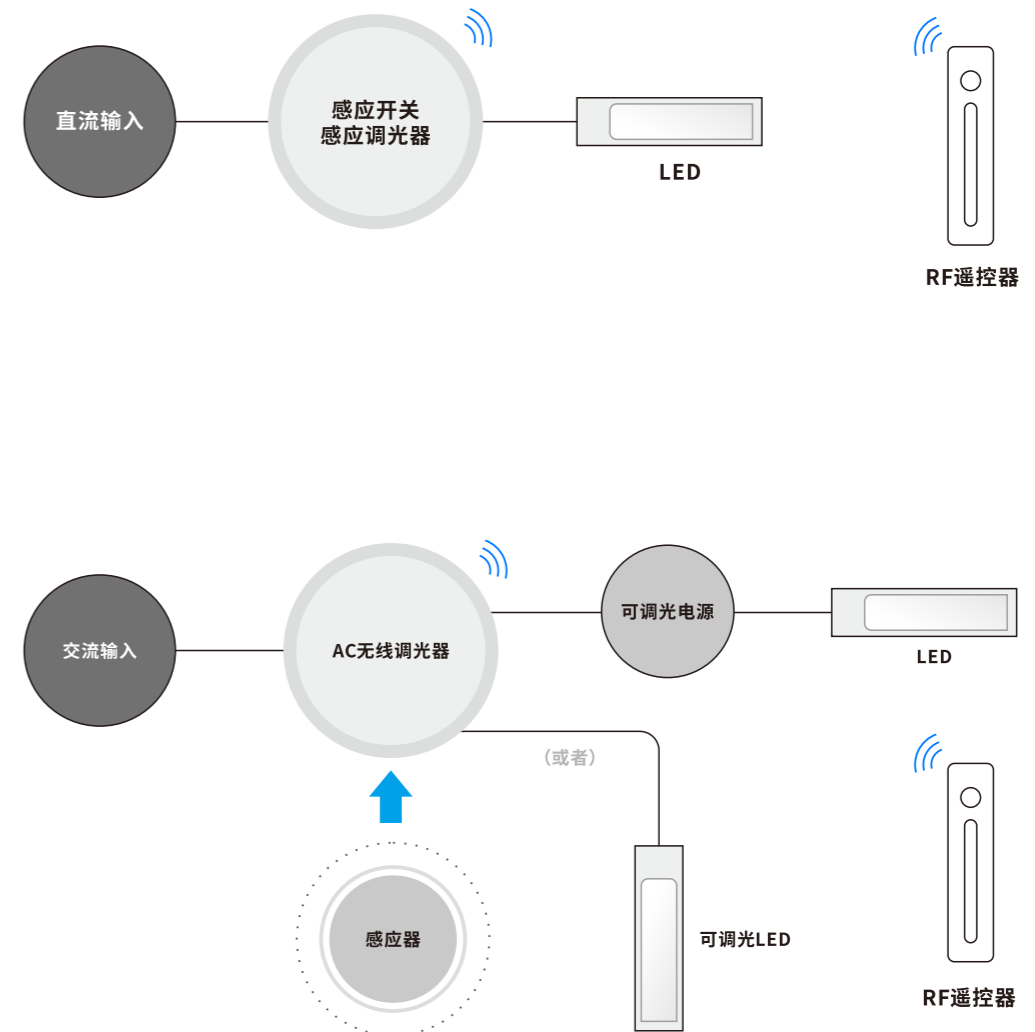 直流输入
感应开关
感应调光器
LED
RF遥控器
交流输入
AC无线调光器
可调光电源
LED
（或者）
感应器
可调光LED
RF遥控器